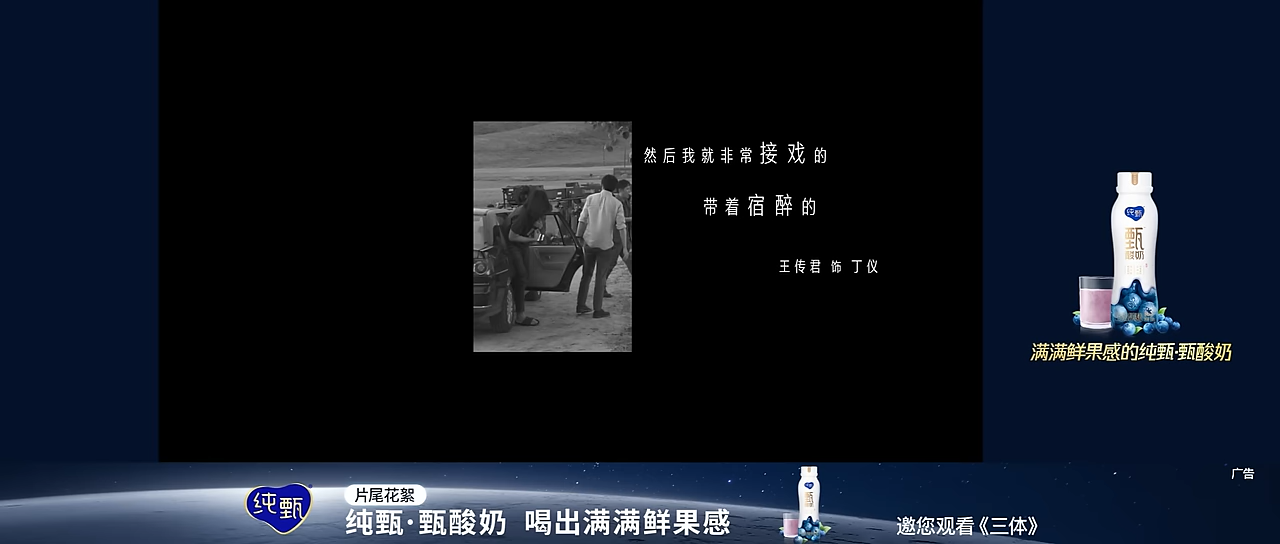 然后我就非常接戏的
带着宿醉的
王传君 饰 丁仪
纯甄
甄
酸奶
满满鲜果感的纯甄·甄酸奶
广告
纯甄
片尾花絮
纯甄·甄酸奶 喝出满满鲜果感
甄
邀您观看《三体》